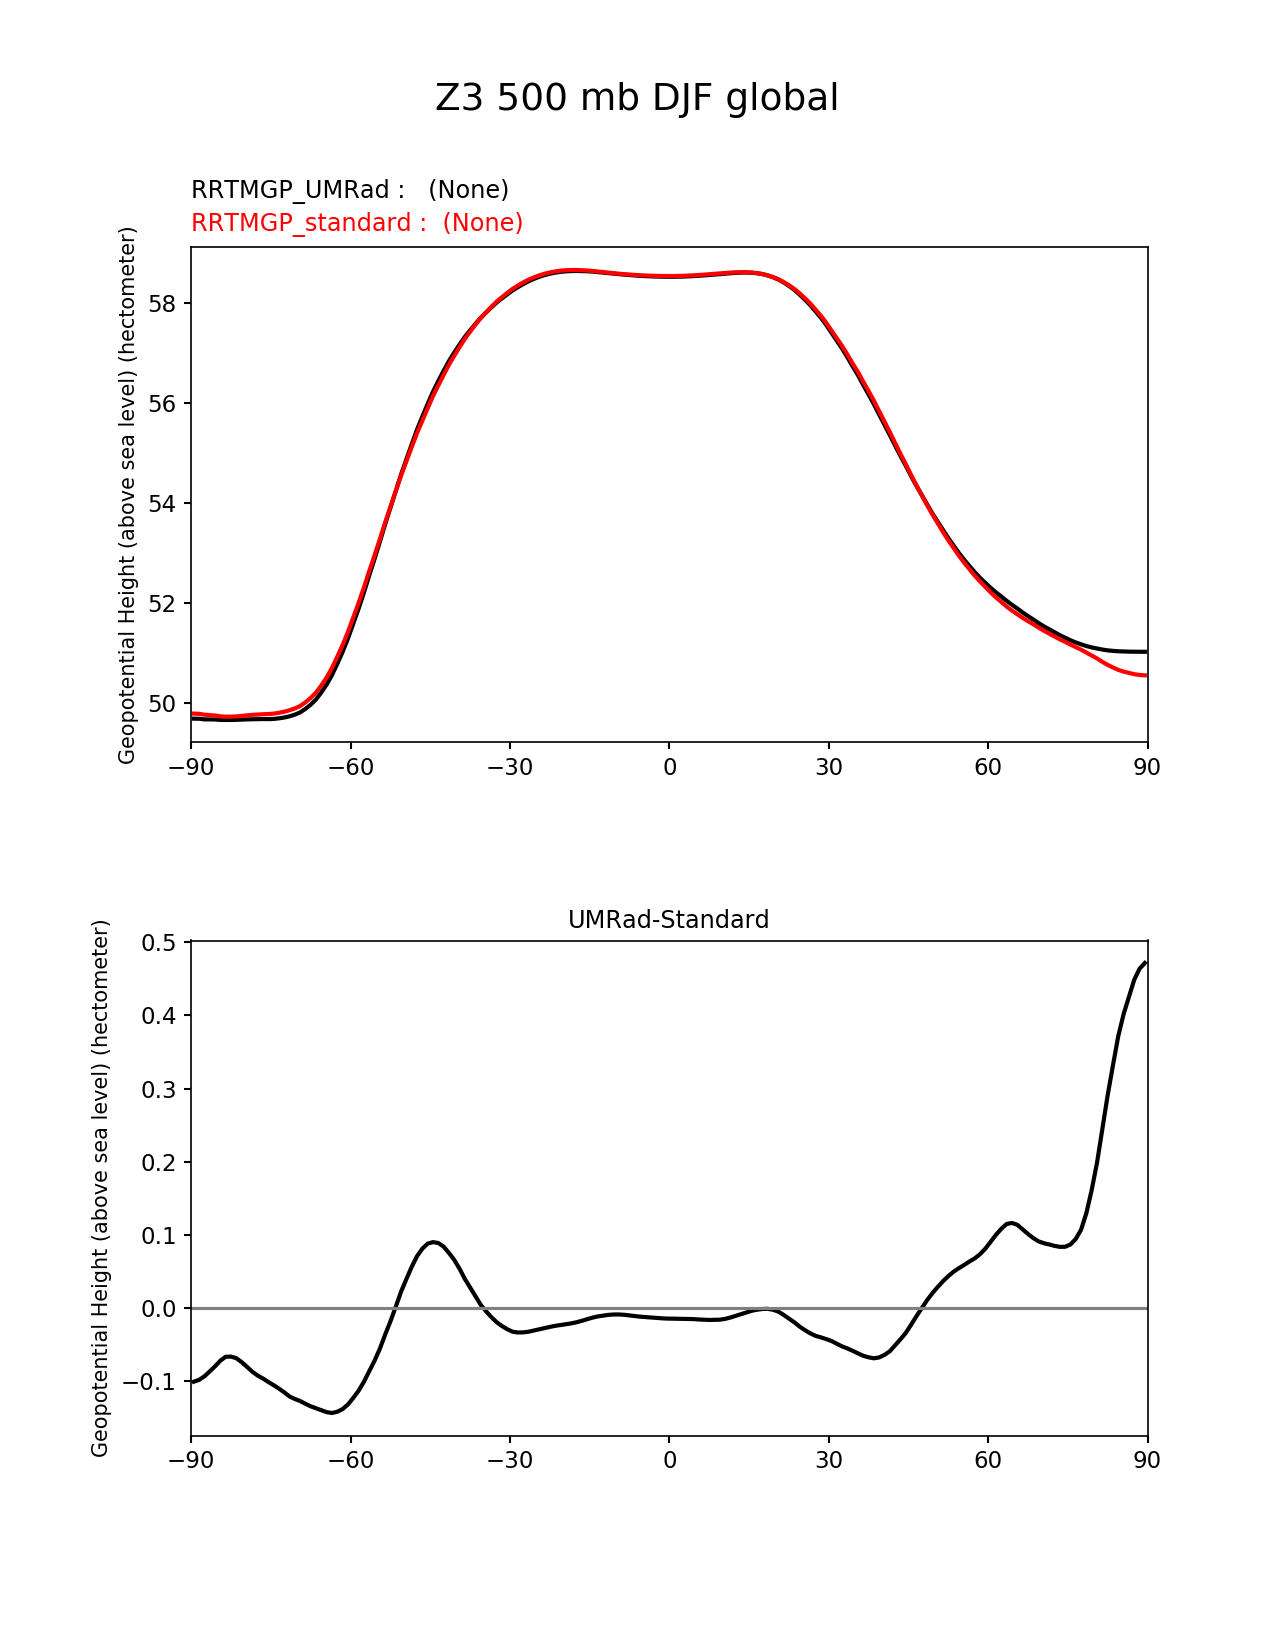 Z3 500 mb DJF global
RRTMGP_UMRad :   (None)
RRTMGP_standard :  (None)
Geopotential Height (above sea level) (hectometer)
58
56
54
52
50
−90 −60 −30 0 30 60 90
UMRad-Standard
Geopotential Height (above sea level) (hectometer)
0.5
0.4
0.3
0.2
0.1
0.0
−0.1
−90 −60 −30 0 30 60 90